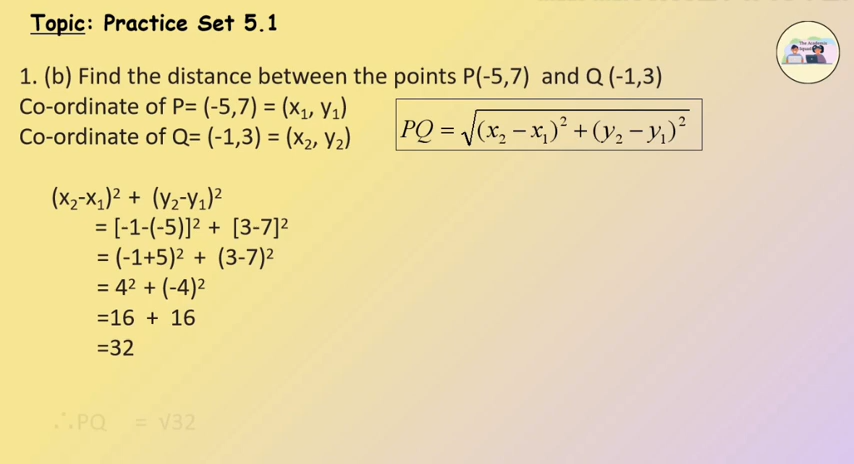 Topic: Practice Set 5.1
1. (b) Find the distance between the points P(-5,7) and Q (-1,3)
Co-ordinate of P= (-5,7) = (x₁, y₁)
Co-ordinate of Q= (-1,3) = (x₂, y₂)
PQ = √(x₂ − x₁)² + (y₂ − y₁)²
(x₂-x₁)² + (y₂-y₁)²
= [-1-(-5)]² + [3-7]²
= (-1+5)² + (3-7)²
= 4² + (-4)²
=16 + 16
=32
∴PQ = √32